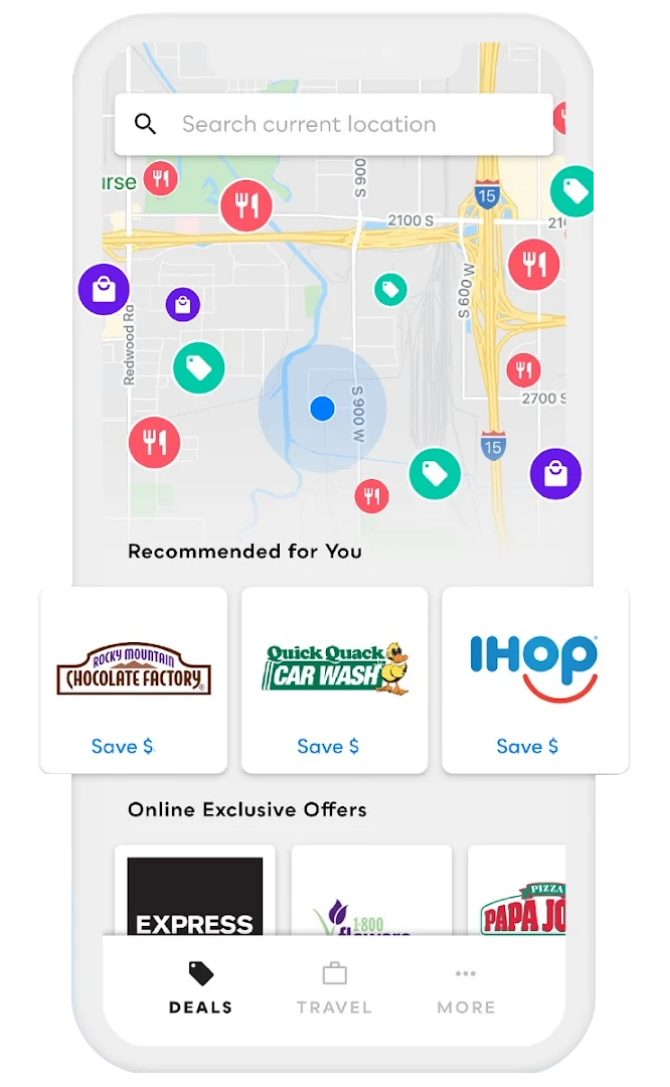 Search current location
urse
S 900
15
2100 S
210
S 600 W
Redwood Rd
S 900 W
2700 S
15
Recommended for You
ROCKY MOUNTAIN
CHOCOLATE FACTORY®
Quick Quack
CAR WASH
IHOP
Save $
Save $
Save $
Online Exclusive Offers
EXPRESS
1·800
flowers
PIZZA
PAPA JO
DEALS
TRAVEL
MORE